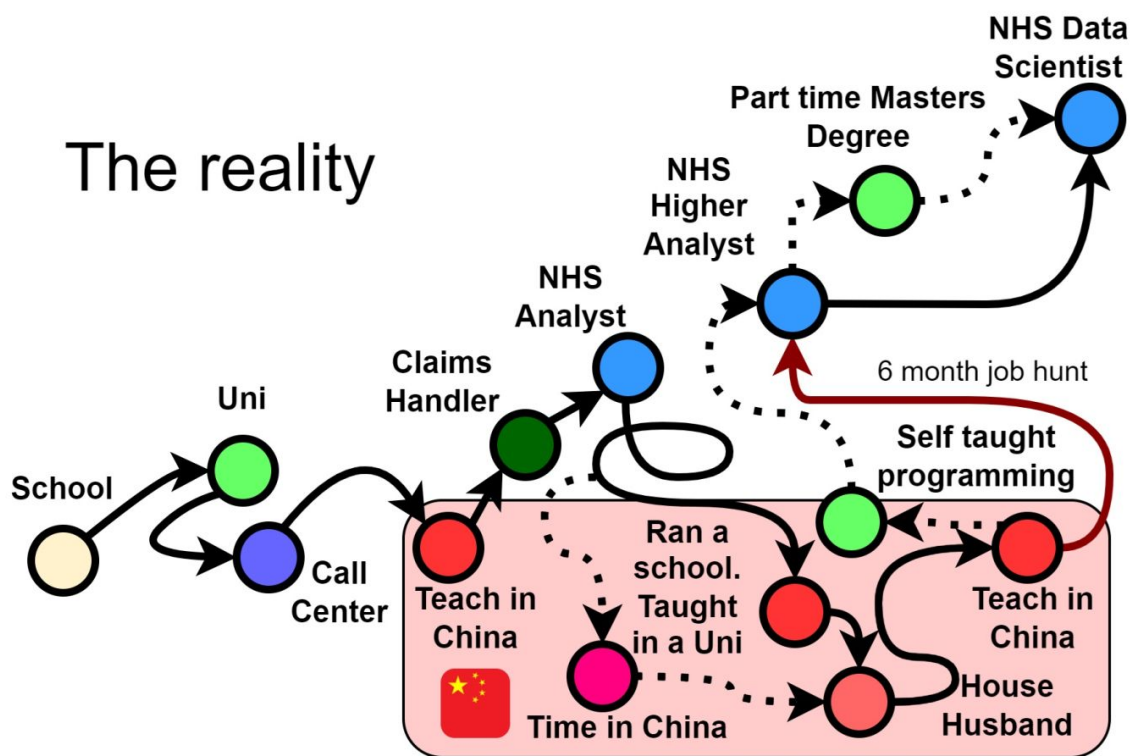 The reality
School
Uni
Call
Center
Teach in
China
Claims
Handler
NHS
Analyst
Time in China
Ran a
school.
Taught
in a Uni
House
Husband
Teach in
China
Self taught
programming
6 month job hunt
NHS
Higher
Analyst
Part time Masters
Degree
NHS Data
Scientist